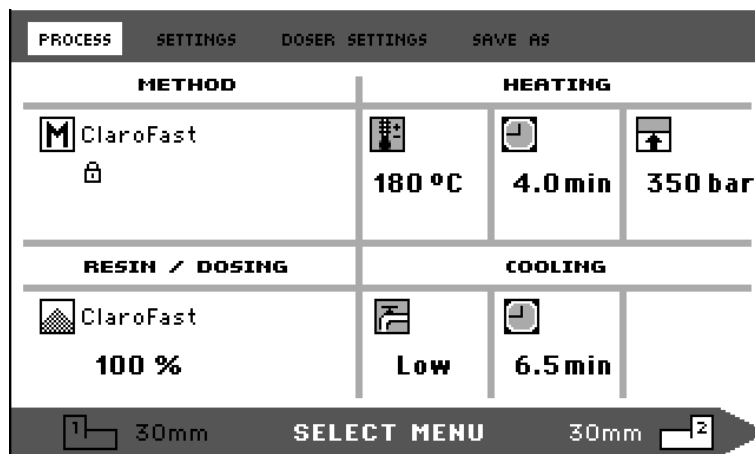 PROCESS SETTINGS DOSER SETTINGS SAVE AS
METHOD HEATING
M ClaroFast
180 ºC 4.0 min 350 bar
RESIN / DOSING COOLING
ClaroFast
100 % Low 6.5 min
1 30mm SELECT MENU 30mm 2